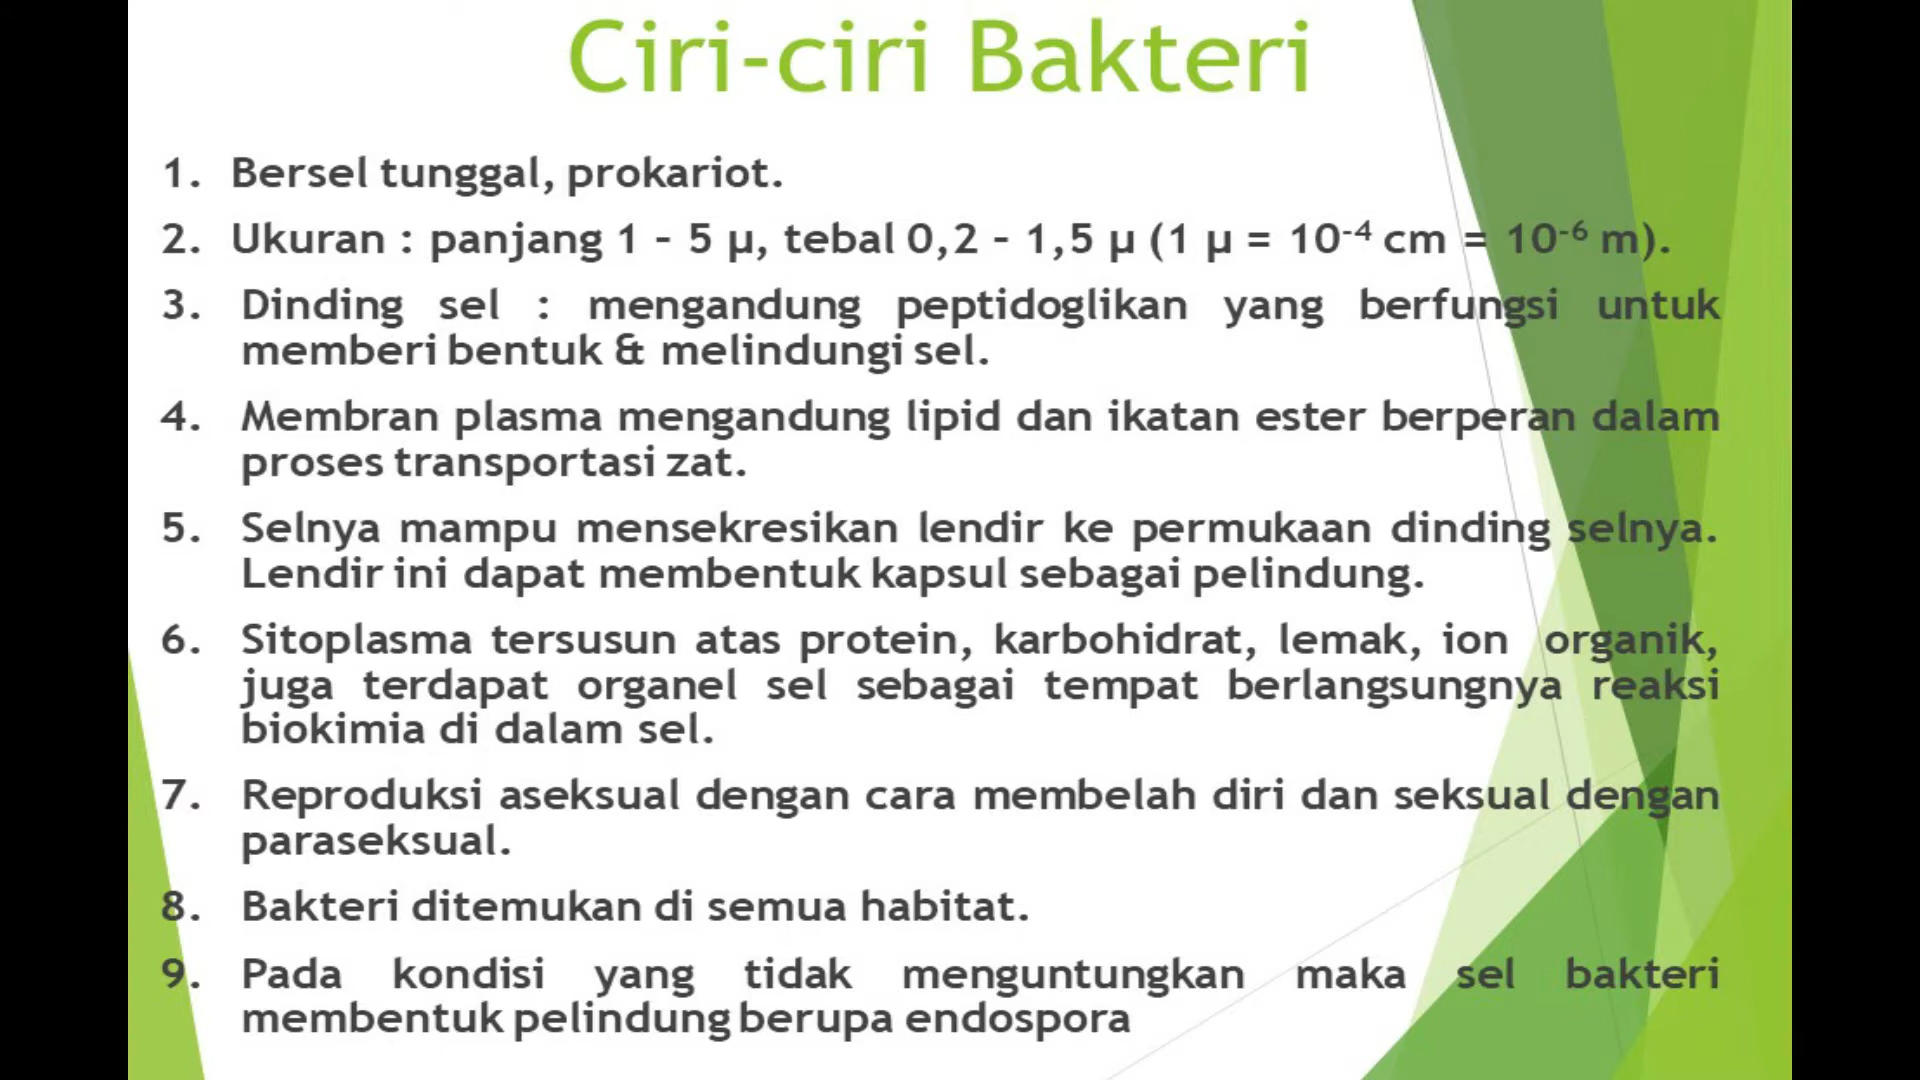 Ciri-ciri Bakteri
1. Bersel tunggal, prokariot.
2. Ukuran : panjang 1 – 5 µ, tebal 0,2 – 1,5 µ (1 µ = 10⁻⁴ cm = 10⁻⁶ m).
3. Dinding sel : mengandung peptidoglikan yang berfungsi untuk
memberi bentuk & melindungi sel.
4. Membran plasma mengandung lipid dan ikatan ester berperan dalam
proses transportasi zat.
5. Selnya mampu mensekresikan lendir ke permukaan dinding selnya.
Lendir ini dapat membentuk kapsul sebagai pelindung.
6. Sitoplasma tersusun atas protein, karbohidrat, lemak, ion organik,
juga terdapat organel sel sebagai tempat berlangsungnya reaksi
biokimia di dalam sel.
7. Reproduksi aseksual dengan cara membelah diri dan seksual dengan
paraseksual.
8. Bakteri ditemukan di semua habitat.
9. Pada kondisi yang tidak menguntungkan maka sel bakteri
membentuk pelindung berupa endospora